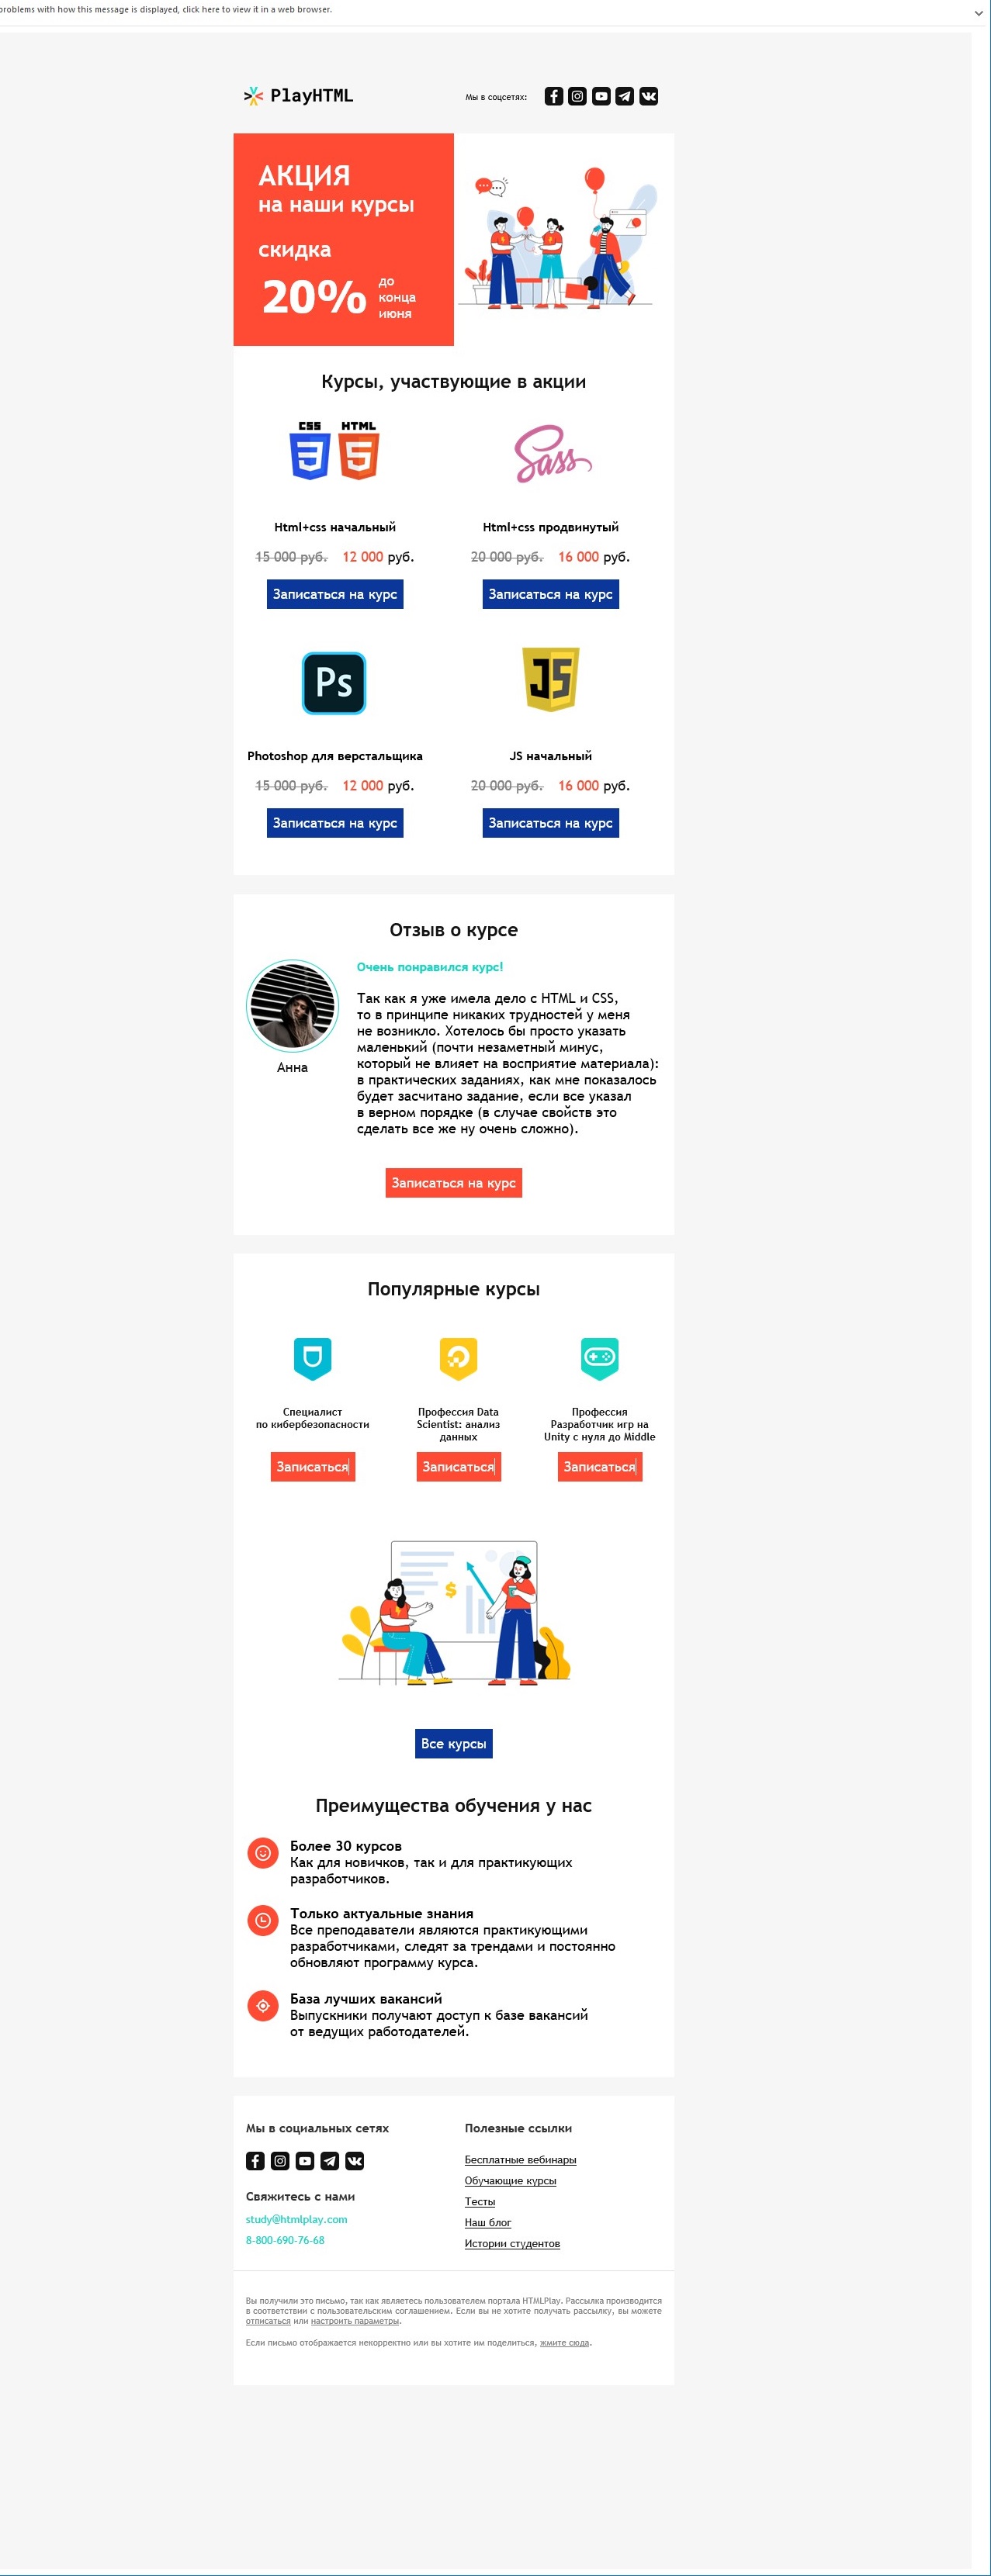 problems with how this message is displayed, click here to view it in a web browser.
PlayHTML
Мы в соцсетях:
АКЦИЯ
на наши курсы
скидка
20%
до
конца
июня
Курсы, участвующие в акции
CSS HTML
Sass
Html+css начальный
Html+css продвинутый
15 000 руб. 12 000 руб.
20 000 руб. 16 000 руб.
Записаться на курс
Записаться на курс
Ps
JS
Photoshop для верстальщика
JS начальный
15 000 руб. 12 000 руб.
20 000 руб. 16 000 руб.
Записаться на курс
Записаться на курс
Отзыв о курсе
Очень понравился курс!
Так как я уже имела дело с HTML и CSS,
то в принципе никаких трудностей у меня
не возникло. Хотелось бы просто указать
маленький (почти незаметный минус,
который не влияет на восприятие материала):
в практических заданиях, как мне показалось
будет засчитано задание, если все указал
в верном порядке (в случае свойств это
сделать все же ну очень сложно).
Анна
Записаться на курс
Популярные курсы
Специалист
по кибербезопасности
Профессия Data
Scientist: анализ
данных
Профессия
Разработчик игр на
Unity с нуля до Middle
Записаться
Записаться
Записаться
$
Все курсы
Преимущества обучения у нас
Более 30 курсов
Как для новичков, так и для практикующих
разработчиков.
Только актуальные знания
Все преподаватели являются практикующими
разработчиками, следят за трендами и постоянно
обновляют программу курса.
База лучших вакансий
Выпускники получают доступ к базе вакансий
от ведущих работодателей.
Мы в социальных сетях
Свяжитесь с нами
study@htmlplay.com
8-800-690-76-68
Полезные ссылки
Бесплатные вебинары
Обучающие курсы
Тесты
Наш блог
Истории студентов
Вы получили это письмо, так как являетесь пользователем портала HTMLPlay. Рассылка производится
в соответствии с пользовательским соглашением. Если вы не хотите получать рассылку, вы можете
отписаться или настроить параметры.
Если письмо отображается некорректно или вы хотите им поделиться, жмите сюда.